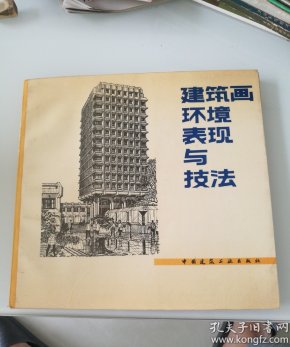 建筑画
环境
表现
与
技法
中国建筑工业出版社
孔夫子旧书网
www.kongfz.com